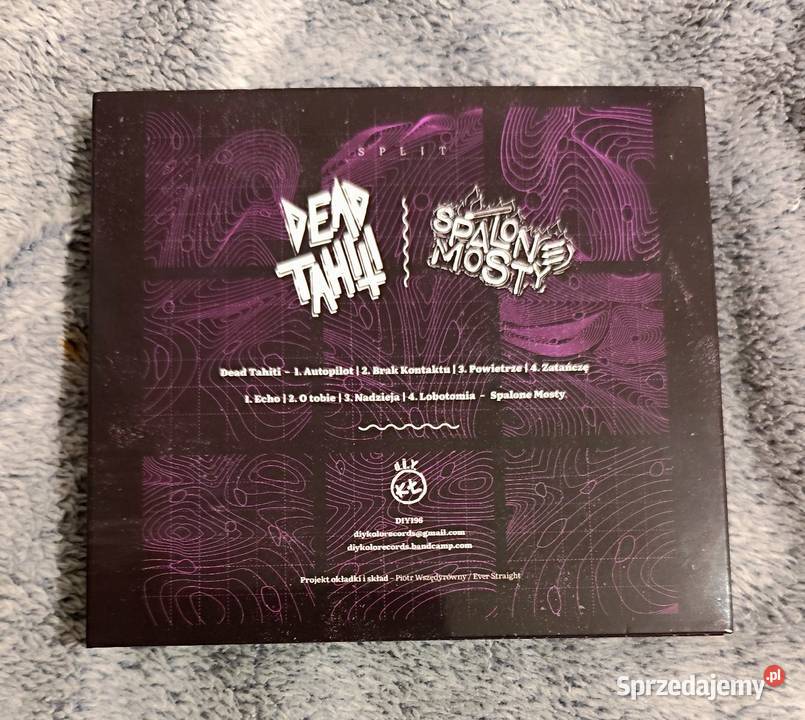 SPLIT
DEAD TAHITI
SPALONE MOSTY
Dead Tahiti – 1. Autopilot | 2. Brak Kontaktu | 3. Powietrze | 4. Zatańczę
1. Echo | 2. O tobie | 3. Nadzieja | 4. Lobotomia – Spalone Mosty
D.I.Y
KŁ
DIY196
diykolorecords@gmail.com
diykolorecords.bandcamp.com
Projekt okładki i skład – Piotr Wszędyrówny / Ever Straight
Sprzedajemy.pl